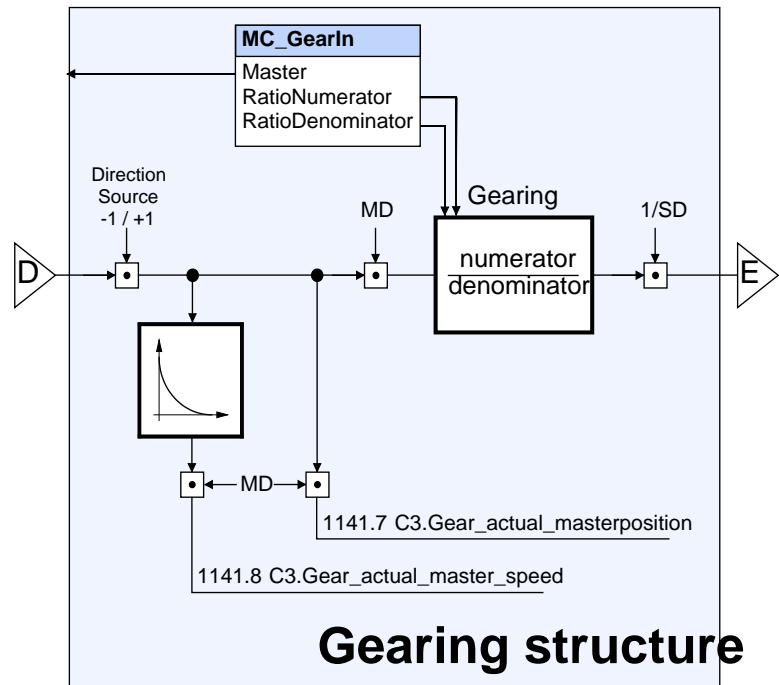 MC_GearIn
Master
RatioNumerator
RatioDenominator
Direction
Source
-1 / +1
MD
Gearing
1/SD
D
numerator
denominator
E
MD
1141.7 C3.Gear_actual_masterposition
1141.8 C3.Gear_actual_master_speed
Gearing structure